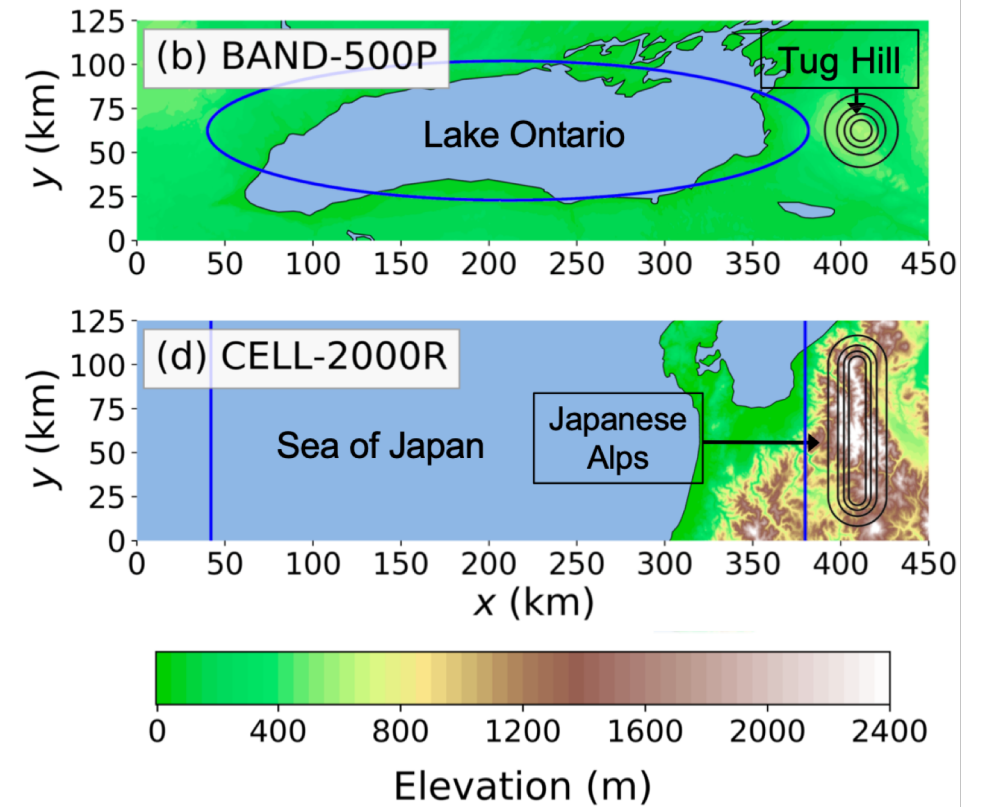 125
(b) BAND-500P
Tug Hill
100
75
Lake Ontario
50
25
0
y (km)
0 50 100 150 200 250 300 350 400 450
125
(d) CELL-2000R
100
75
Japanese
Alps
Sea of Japan
50
25
0
y (km)
0 50 100 150 200 250 300 350 400 450
x (km)
0 400 800 1200 1600 2000 2400
Elevation (m)